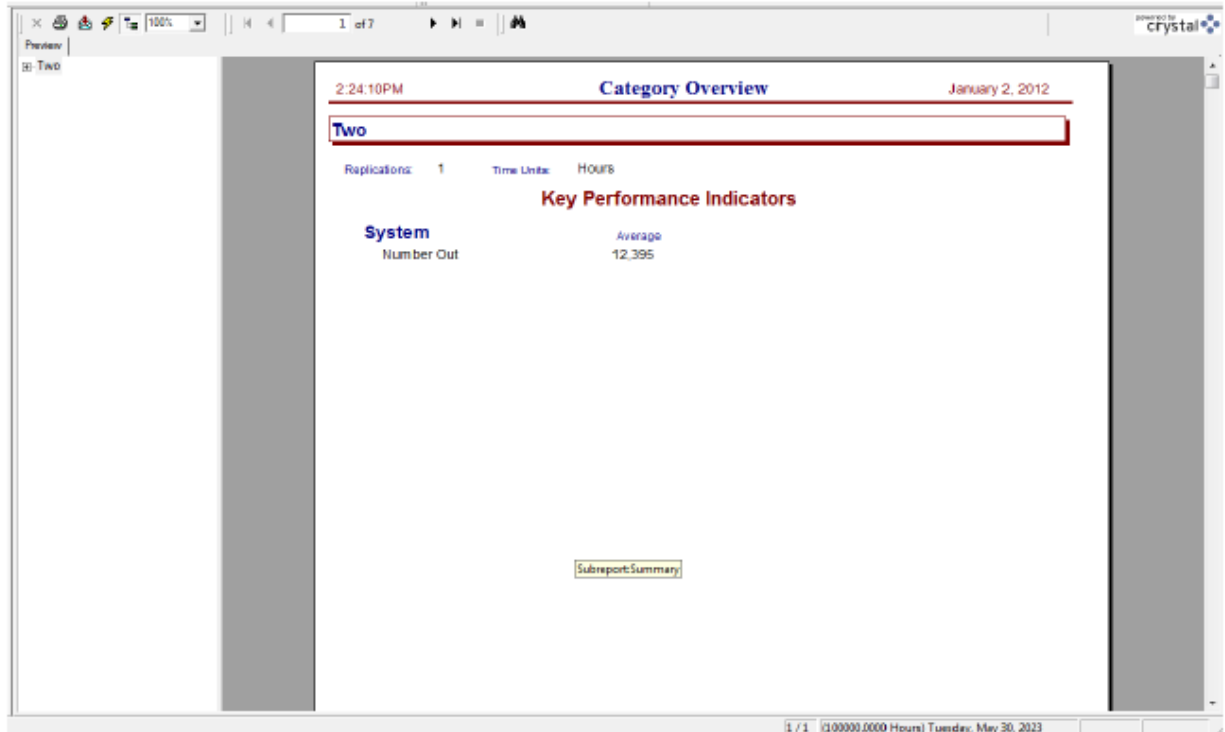 100%
1 of 7
powered by
crystal
Preview
Two
2:24:10PM Category Overview January 2, 2012
Two
Replications: 1 Time Units: Hours
Key Performance Indicators
System Average
Number Out 12,395
Subreport:Summary
1 / 1 (100000.0000 Hours) Tuesday, May 30, 2023